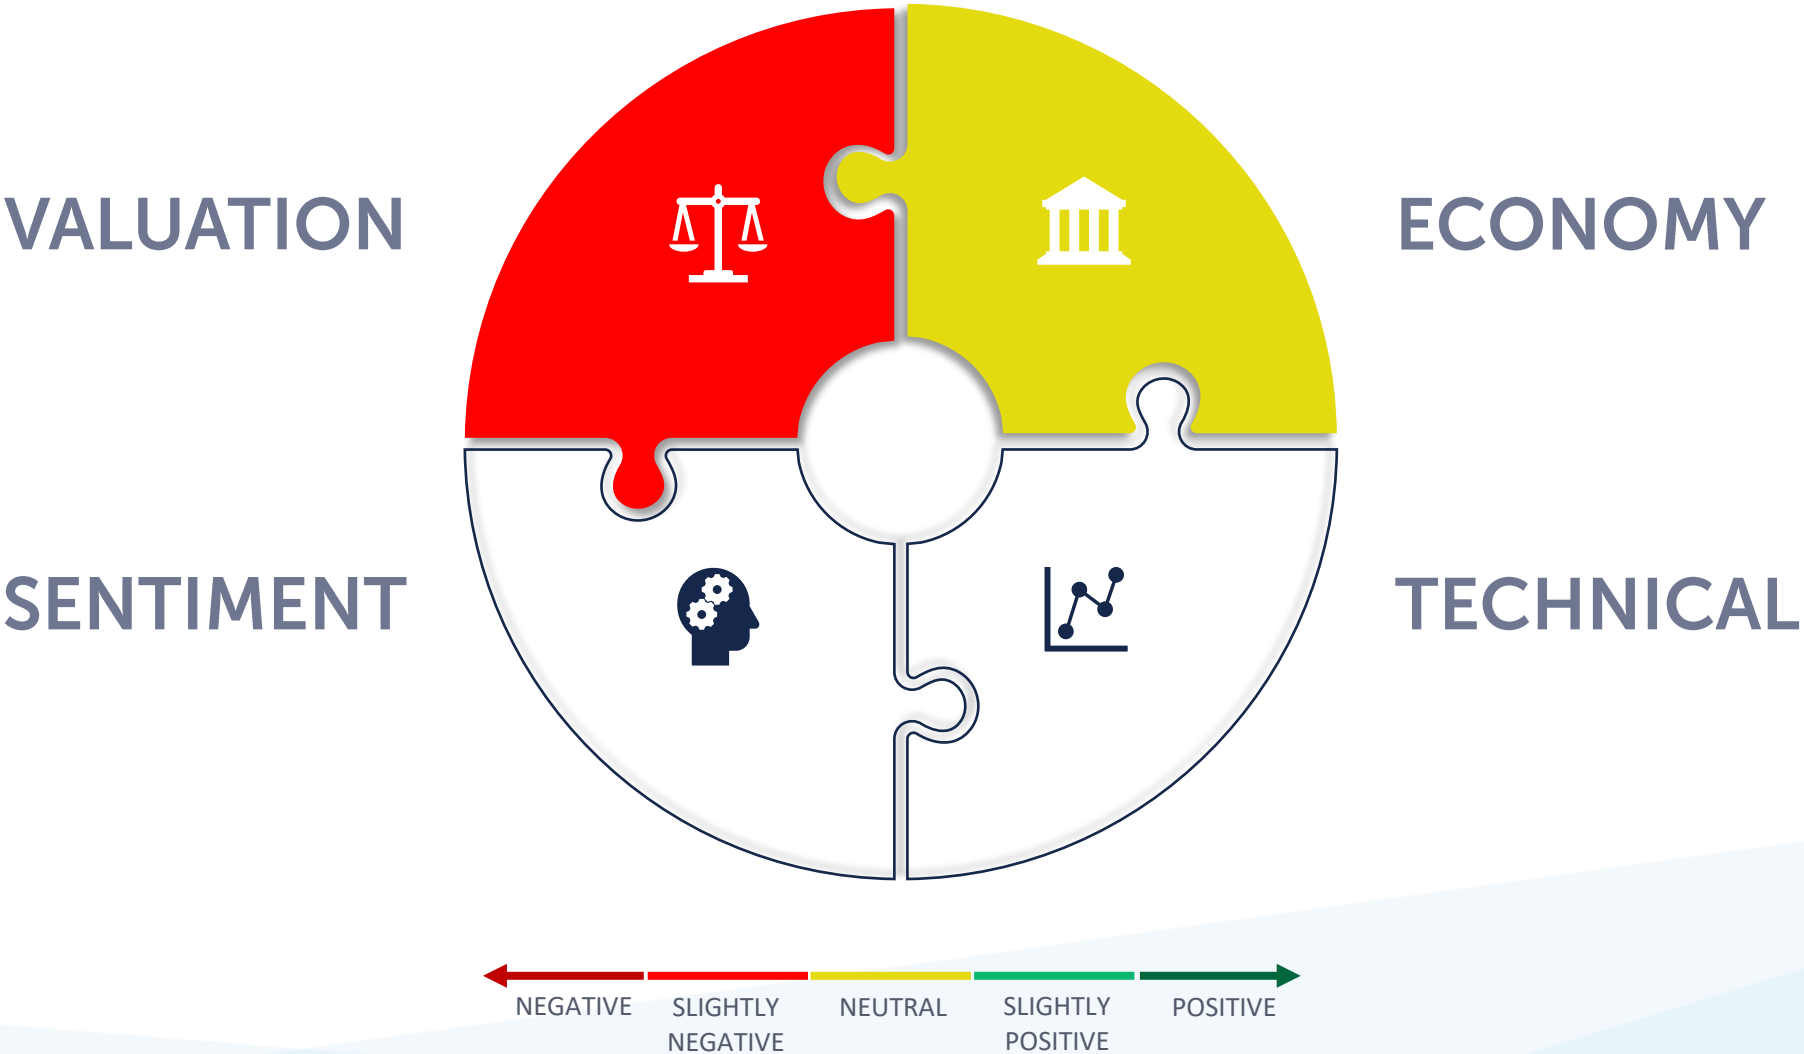 VALUATION
ECONOMY
SENTIMENT
TECHNICAL
NEGATIVE
SLIGHTLY
NEGATIVE
NEUTRAL
SLIGHTLY
POSITIVE
POSITIVE